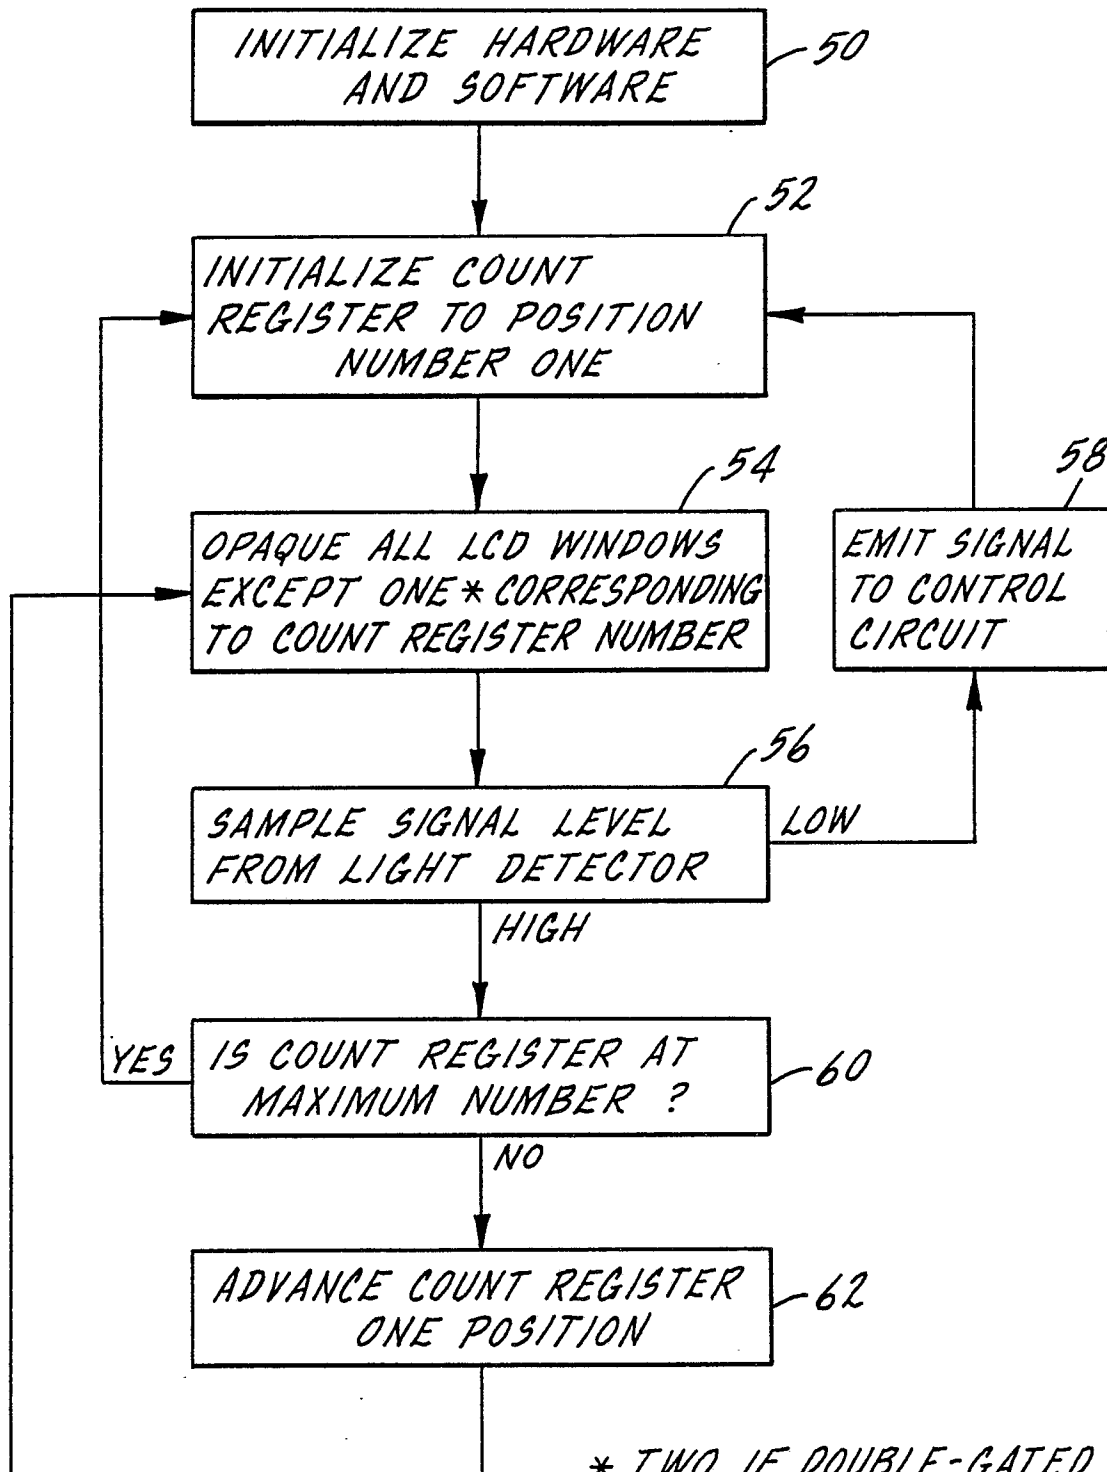 INITIALIZE HARDWARE
AND SOFTWARE
50
52
INITIALIZE COUNT
REGISTER TO POSITION
NUMBER ONE
54
OPAQUE ALL LCD WINDOWS
EXCEPT ONE * CORRESPONDING
TO COUNT REGISTER NUMBER
58
EMIT SIGNAL
TO CONTROL
CIRCUIT
56
SAMPLE SIGNAL LEVEL
FROM LIGHT DETECTOR
LOW
HIGH
YES
IS COUNT REGISTER AT
MAXIMUM NUMBER ?
60
NO
ADVANCE COUNT REGISTER
ONE POSITION
62
* TWO IF DOUBLE-GATED